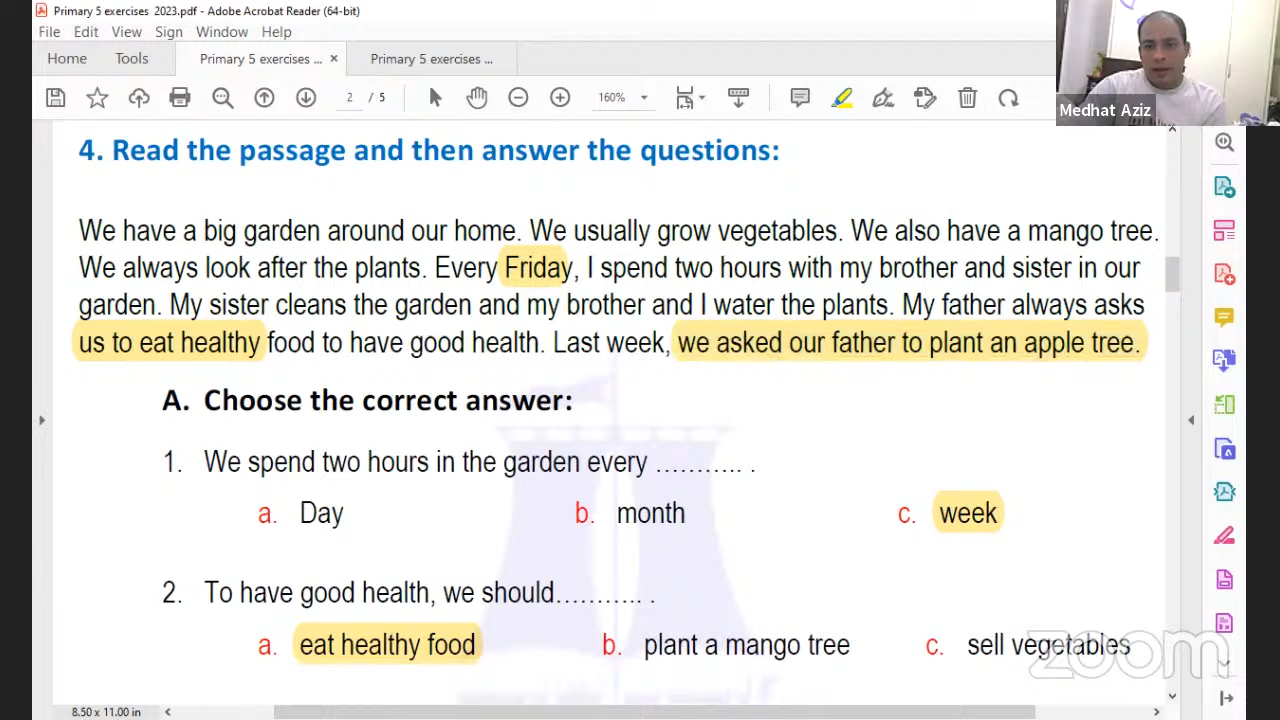 Primary 5 exercises 2023.pdf - Adobe Acrobat Reader (64-bit)
File Edit View Sign Window Help
Home Tools Primary 5 exercises ... × Primary 5 exercises ...
2 / 5 160%
Medhat Aziz
4. Read the passage and then answer the questions:
We have a big garden around our home. We usually grow vegetables. We also have a mango tree.
We always look after the plants. Every Friday, I spend two hours with my brother and sister in our
garden. My sister cleans the garden and my brother and I water the plants. My father always asks
us to eat healthy food to have good health. Last week, we asked our father to plant an apple tree.
A. Choose the correct answer:
1. We spend two hours in the garden every ……….. .
a. Day b. month c. week
2. To have good health, we should……….. .
a. eat healthy food b. plant a mango tree c. sell vegetables
zoom
8.50 x 11.00 in